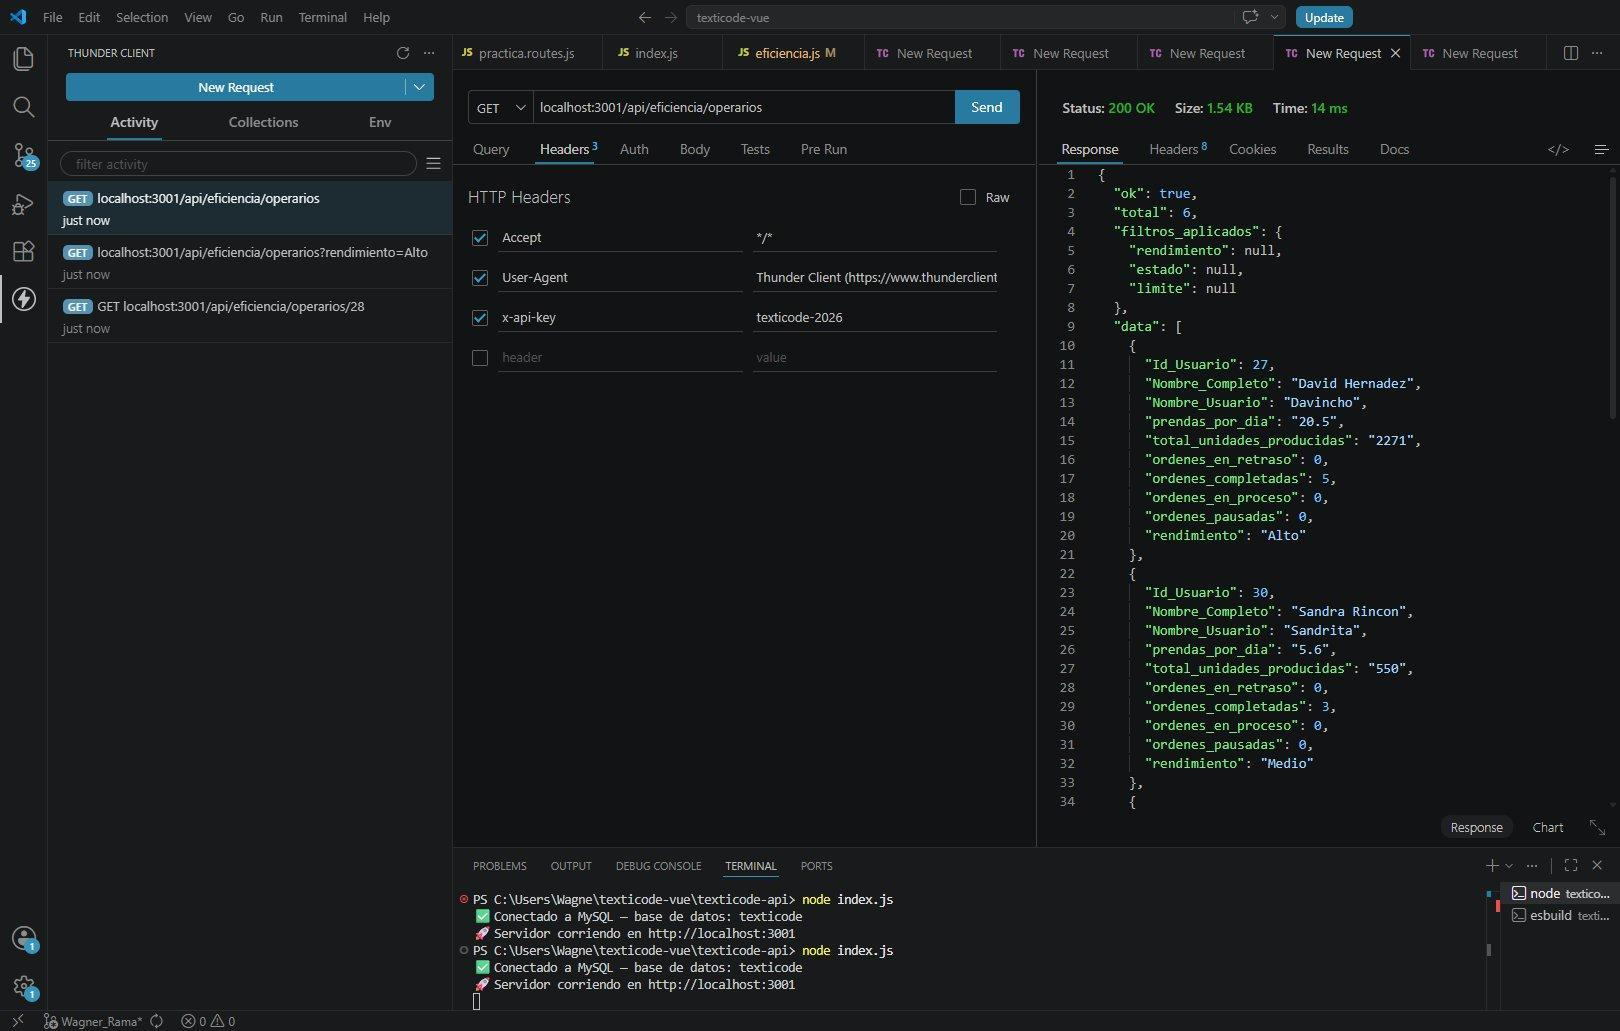 File Edit Selection View Go Run Terminal Help
texticode-vue
Update
THUNDER CLIENT
New Request
Activity Collections Env
filter activity
GET localhost:3001/api/eficiencia/operarios
just now
GET localhost:3001/api/eficiencia/operarios?rendimiento=Alto
just now
GET GET localhost:3001/api/eficiencia/operarios/28
just now
25
1
1
JS practica.routes.js JS index.js JS eficiencia.js M TC New Request TC New Request TC New Request TC New Request TC New Request
GET localhost:3001/api/eficiencia/operarios Send
Query Headers 3 Auth Body Tests Pre Run
HTTP Headers Raw
Accept */*
User-Agent Thunder Client (https://www.thunderclient
x-api-key texticode-2026
header value
Status: 200 OK Size: 1.54 KB Time: 14 ms
Response Headers 8 Cookies Results Docs </>
1 {
2 "ok": true,
3 "total": 6,
4 "filtros_aplicados": {
5 "rendimiento": null,
6 "estado": null,
7 "limite": null
8 },
9 "data": [
10 {
11 "Id_Usuario": 27,
12 "Nombre_Completo": "David Hernadez",
13 "Nombre_Usuario": "Davincho",
14 "prendas_por_dia": "20.5",
15 "total_unidades_producidas": "2271",
16 "ordenes_en_retraso": 0,
17 "ordenes_completadas": 5,
18 "ordenes_en_proceso": 0,
19 "ordenes_pausadas": 0,
20 "rendimiento": "Alto"
21 },
22 {
23 "Id_Usuario": 30,
24 "Nombre_Completo": "Sandra Rincon",
25 "Nombre_Usuario": "Sandrita",
26 "prendas_por_dia": "5.6",
27 "total_unidades_producidas": "550",
28 "ordenes_en_retraso": 0,
29 "ordenes_completadas": 3,
30 "ordenes_en_proceso": 0,
31 "ordenes_pausadas": 0,
32 "rendimiento": "Medio"
33 },
34 {
Response Chart
PROBLEMS OUTPUT DEBUG CONSOLE TERMINAL PORTS
PS C:\Users\Wagne\texticode-vue\texticode-api> node index.js
✅ Conectado a MySQL — base de datos: texticode
🚀 Servidor corriendo en http://localhost:3001
PS C:\Users\Wagne\texticode-vue\texticode-api> node index.js
✅ Conectado a MySQL — base de datos: texticode
🚀 Servidor corriendo en http://localhost:3001
node textico...
esbuild texti...
Wagner_Rama* 0 0